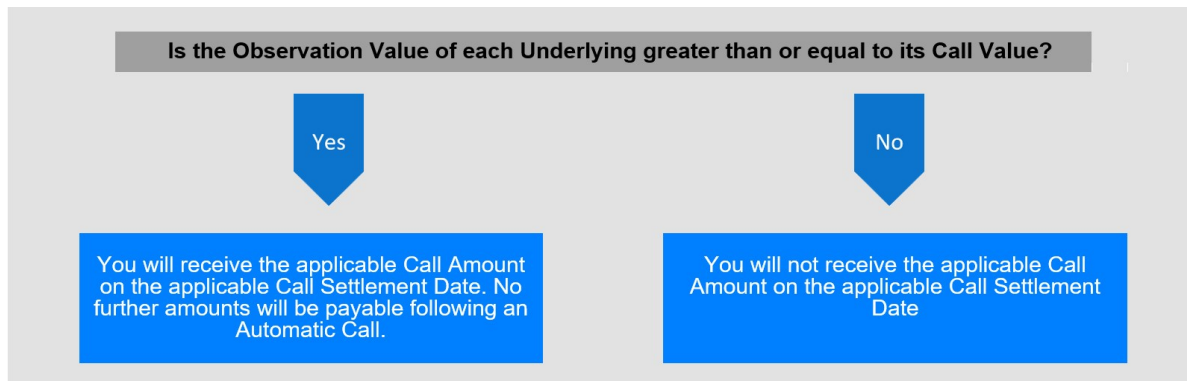 Is the Observation Value of each Underlying greater than or equal to its Call Value?
Yes
No
You will receive the applicable Call Amount
on the applicable Call Settlement Date. No
further amounts will be payable following an
Automatic Call.
You will not receive the applicable Call
Amount on the applicable Call Settlement
Date